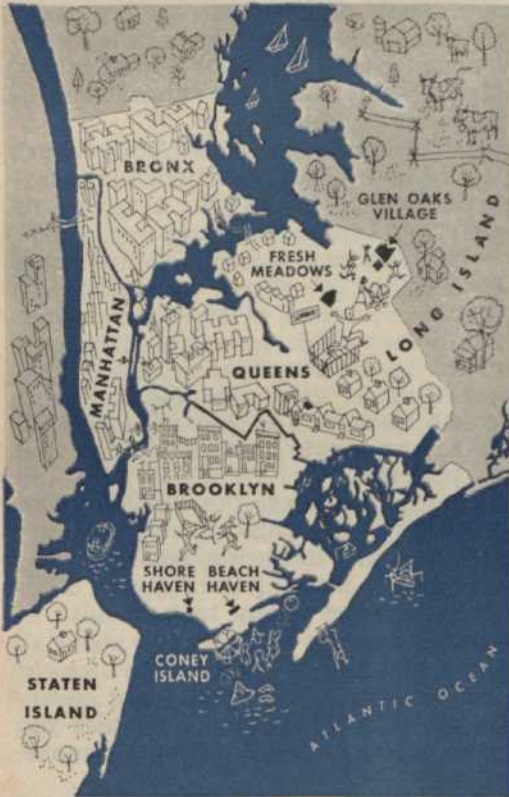 BRONX
GLEN OAKS
VILLAGE
FRESH
MEADOWS
LONG ISLAND
MANHATTAN
QUEENS
BROOKLYN
SHORE
HAVEN
BEACH
HAVEN
CONEY
ISLAND
STATEN
ISLAND
ATLANTIC OCEAN